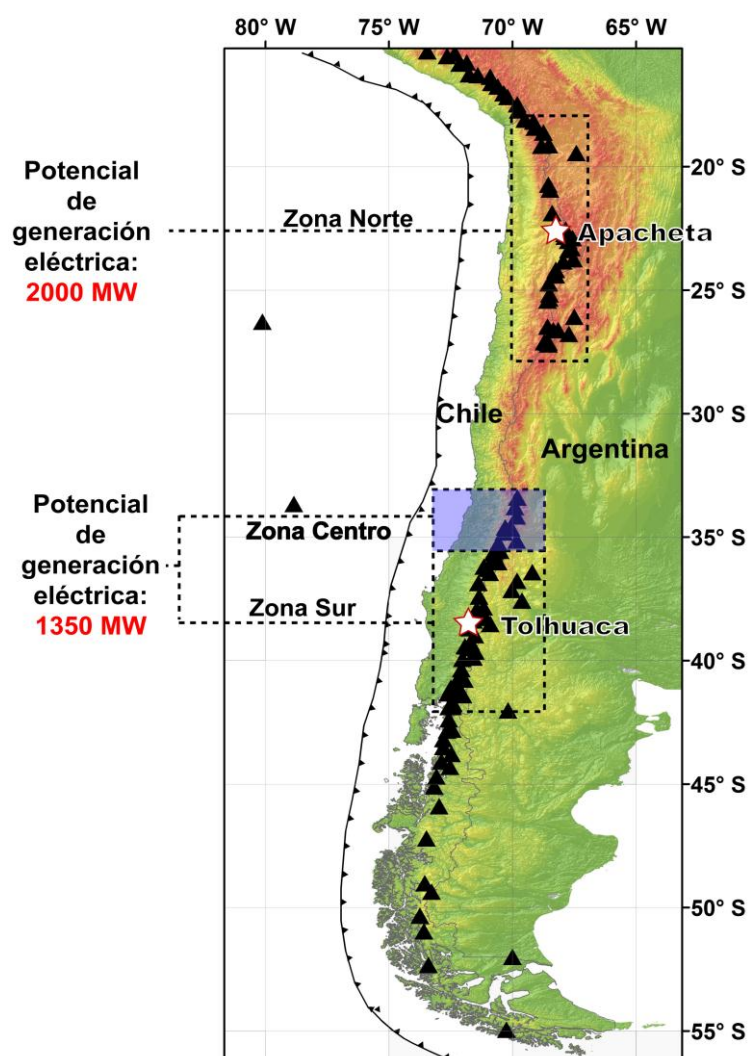 80° W
75° W
70° W
65° W
20° S
Potencial
de
generación
eléctrica:
2000 MW
Zona Norte
Apacheta
25° S
Chile
30° S
Argentina
Potencial
de
generación
eléctrica:
1350 MW
Zona Centro
35° S
Zona Sur
Tolhuaca
40° S
45° S
50° S
55° S